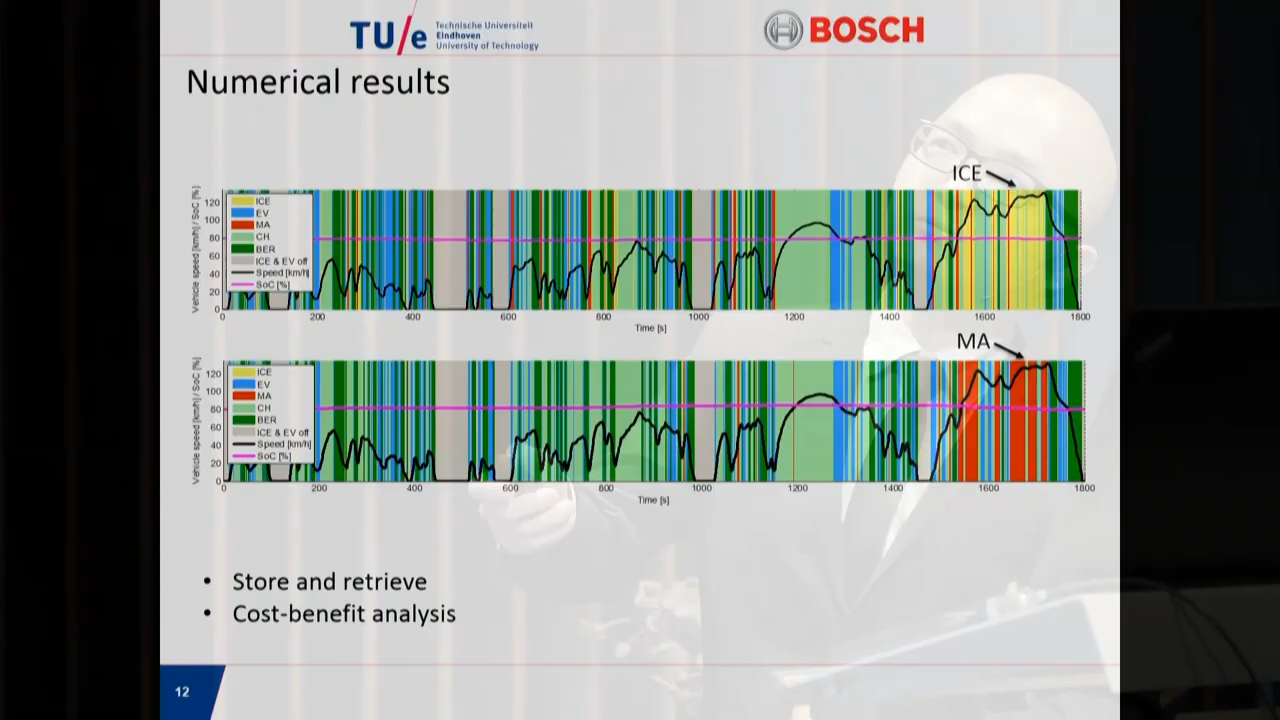 TU/e Technische Universiteit
Eindhoven
University of Technology
BOSCH
Numerical results
ICE
Vehicle speed [km/h] / SoC [%]
120
100
80
60
40
20
0
ICE
EV
MA
CH
BER
ICE & EV off
Speed [km/h]
SoC [%]
0 200 400 600 800 1000 1200 1400 1600 1800
Time [s]
MA
Vehicle speed [km/h] / SoC [%]
120
100
80
60
40
20
0
ICE
EV
MA
CH
BER
ICE & EV off
Speed [km/h]
SoC [%]
0 200 400 600 800 1000 1200 1400 1600 1800
Time [s]
• Store and retrieve
• Cost-benefit analysis
12